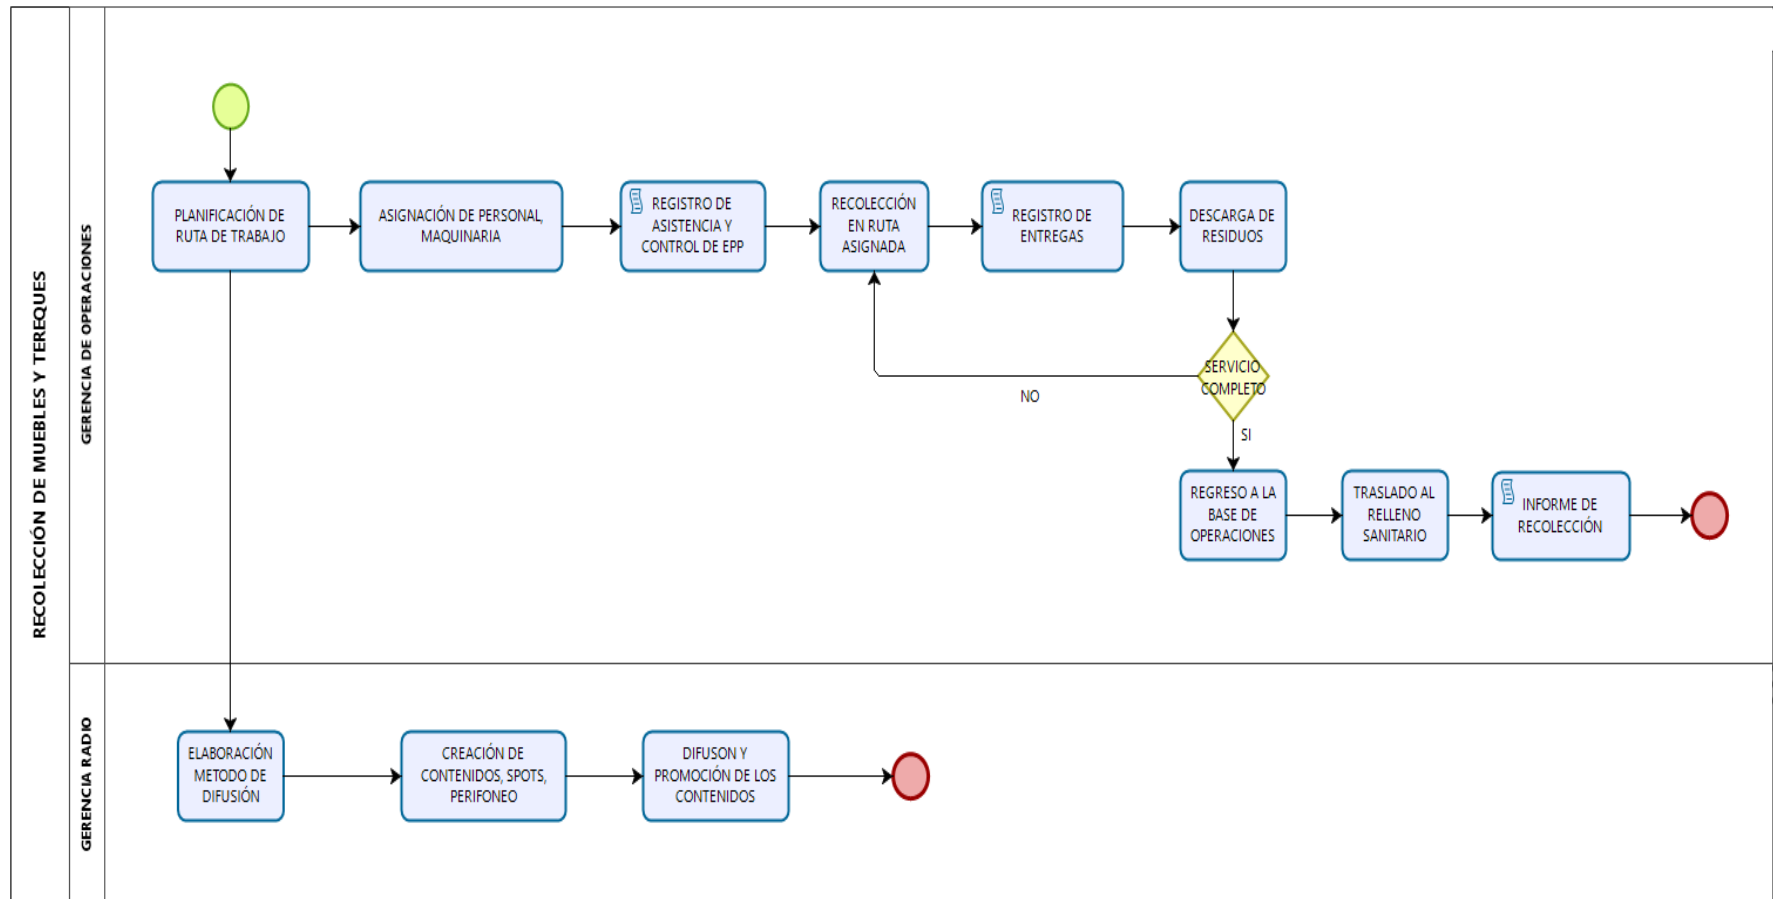 RECOLECCIÓN DE MUEBLES Y TEREQUES
GERENCIA DE OPERACIONES
PLANIFICACIÓN DE
RUTA DE TRABAJO
ASIGNACIÓN DE PERSONAL,
MAQUINARIA
REGISTRO DE
ASISTENCIA Y
CONTROL DE EPP
RECOLECCIÓN
EN RUTA
ASIGNADA
REGISTRO DE
ENTREGAS
DESCARGA DE
RESIDUOS
SERVICIO
COMPLETO
NO
SI
REGRESO A LA
BASE DE
OPERACIONES
TRASLADO AL
RELLENO
SANITARIO
INFORME DE
RECOLECCIÓN
GERENCIA RADIO
ELABORACIÓN
METODO DE
DIFUSIÓN
CREACIÓN DE
CONTENIDOS, SPOTS,
PERIFONEO
DIFUSON Y
PROMOCIÓN DE LOS
CONTENIDOS